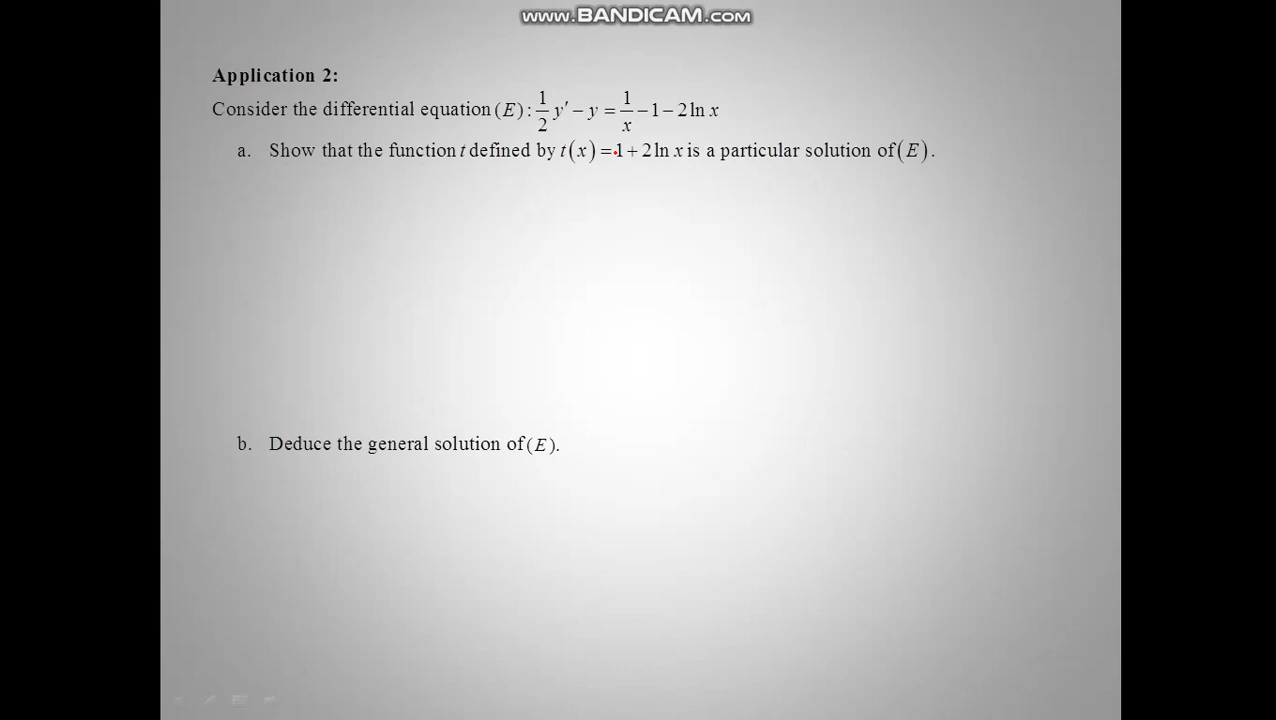 www.BANDICAM.com
Application 2:
Consider the differential equation (E): 1/2 y′ − y = 1/x − 1 − 2 ln x
a. Show that the function t defined by t(x) = 1 + 2 ln x is a particular solution of (E).
b. Deduce the general solution of (E).